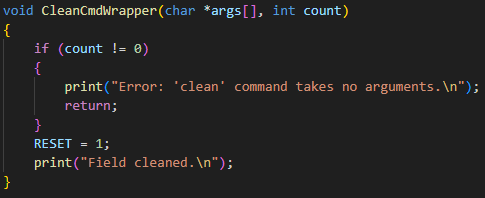 void CleanCmdWrapper(char *args[], int count)
{
    if (count != 0)
    {
        print("Error: 'clean' command takes no arguments.\n");
        return;
    }
    RESET = 1;
    print("Field cleaned.\n");
}